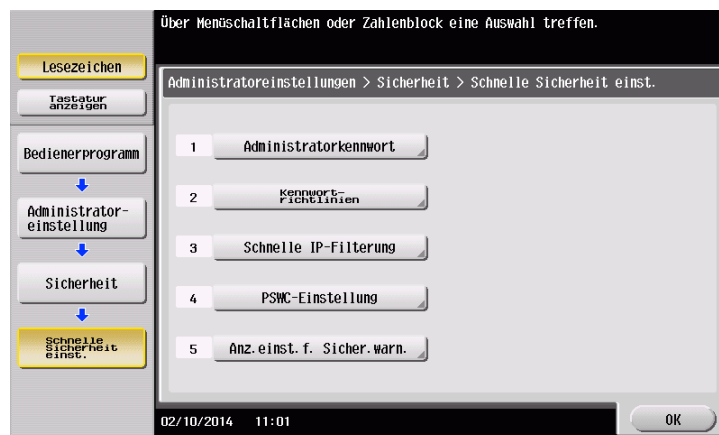 Über Menüschaltflächen oder Zahlenblock eine Auswahl treffen.
Lesezeichen
Tastatur
anzeigen
Bedienerprogramm
Administrator-
einstellung
Sicherheit
Schnelle
Sicherheit
einst.
Administratoreinstellungen > Sicherheit > Schnelle Sicherheit einst.
1 Administratorkennwort
2 Kennwort-
richtlinien
3 Schnelle IP-Filterung
4 PSWC-Einstellung
5 Anz.einst.f. Sicher.warn.
02/10/2014 11:01
OK